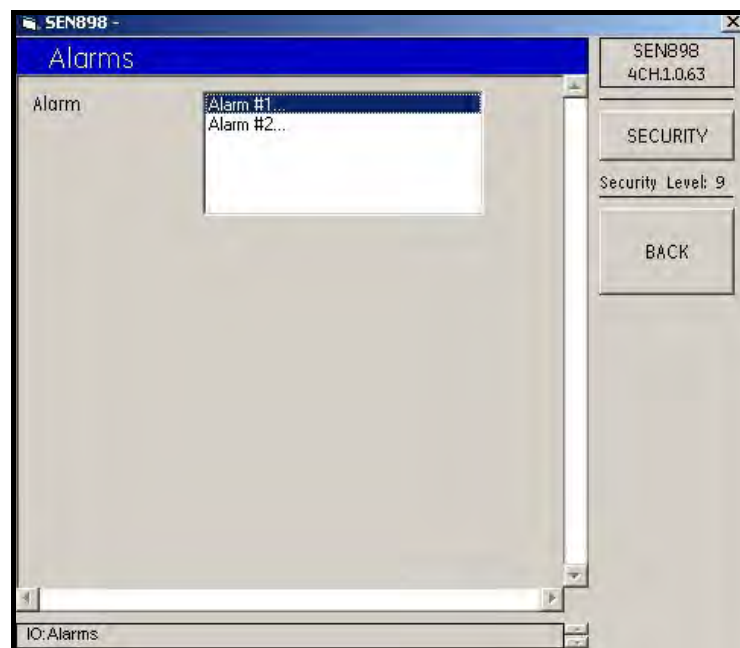 SEN898 -
Alarms
Alarm
Alarm #1...
Alarm #2...
SEN898
4CH.1.0.63
SECURITY
Security Level: 9
BACK
IO:Alarms